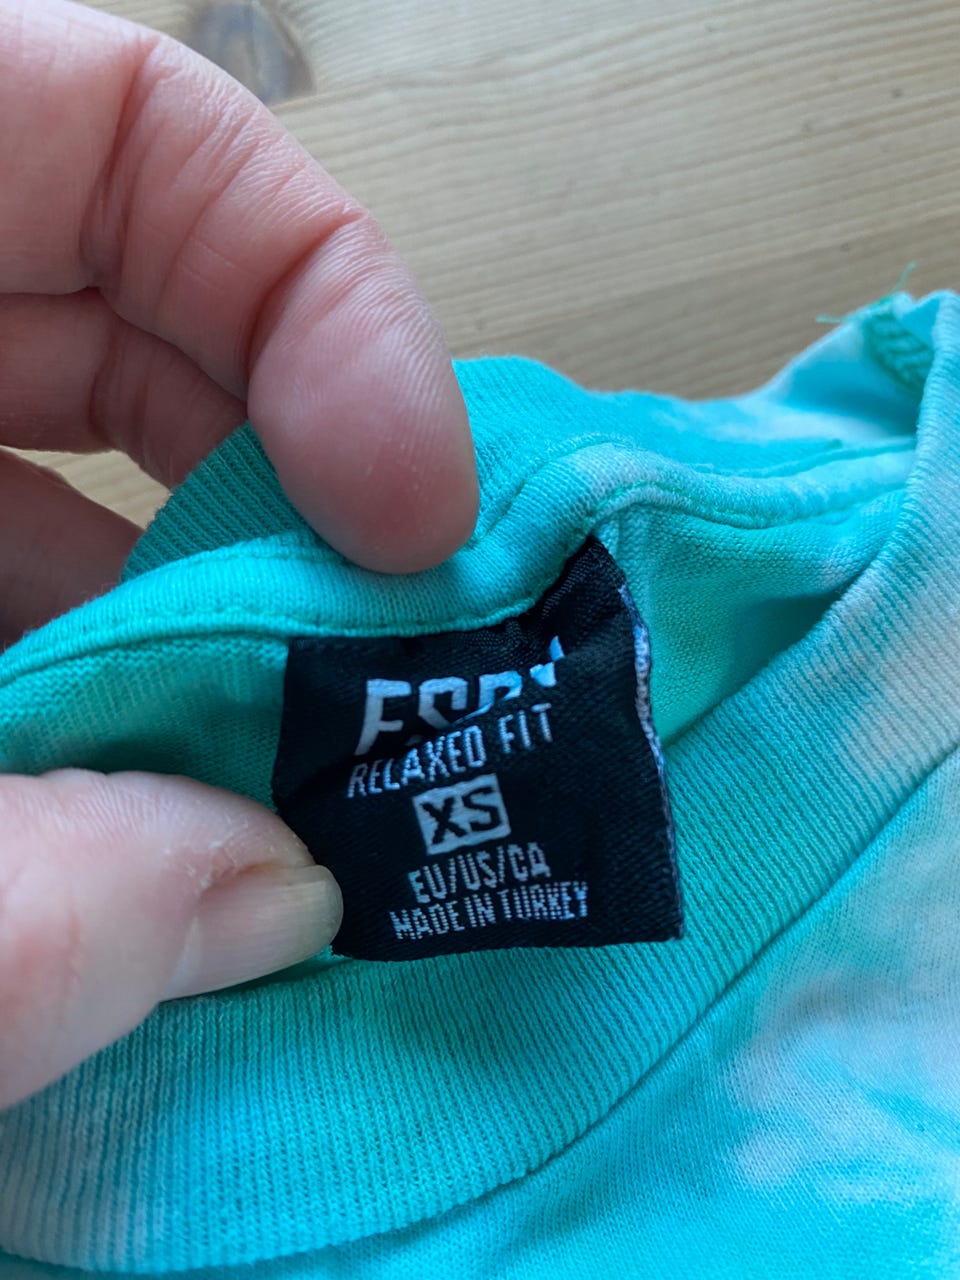 RELAXED FIT
XS
EU/US/CA
MADE IN TURKEY